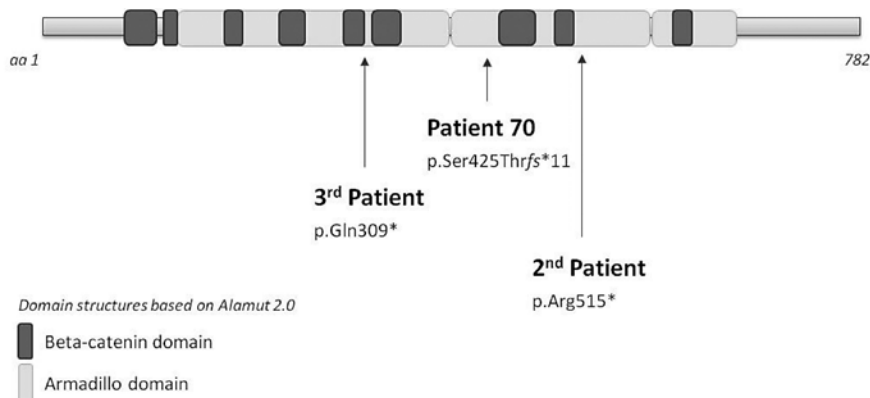 aa 1
782
Patient 70
p.Ser425Thrfs*11
3rd Patient
p.Gln309*
2nd Patient
p.Arg515*
Domain structures based on Alamut 2.0
Beta-catenin domain
Armadillo domain